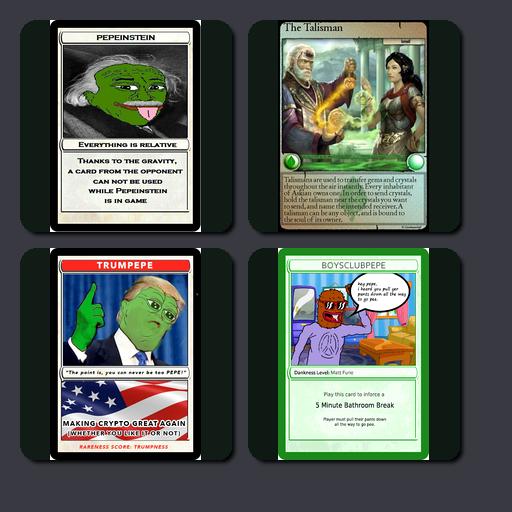 PEPEINSTEIN
EVERYTHING IS RELATIVE
THANKS TO THE GRAVITY,
A CARD FROM THE OPPONENT
CAN NOT BE USED
WHILE PEPEINSTEIN
IS IN GAME
The Talisman
Talismans are used to transfer gems and crystals
throughout the air instantly. Every inhabitant
of Askian owns one. In order to send crystals,
hold the talisman near the crystals you want
to send, and name the intended receiver. A
talisman can be any object, and is bound to
the soul of its owner.
TRUMPEPE
"The point is, you can never be too PEPE!"
MAKING CRYPTO GREAT AGAIN
(WHETHER YOU LIKE IT OR NOT)
RARENESS SCORE: TRUMPNESS
BOYSCLUBPEPE
hey pepe.
i heard you pull yer
pants down all the way
to go pee.
Dankness Level: Matt Furie
Play this card to inforce a
5 Minute Bathroom Break
Player must pull their pants down
all the way to go pee.